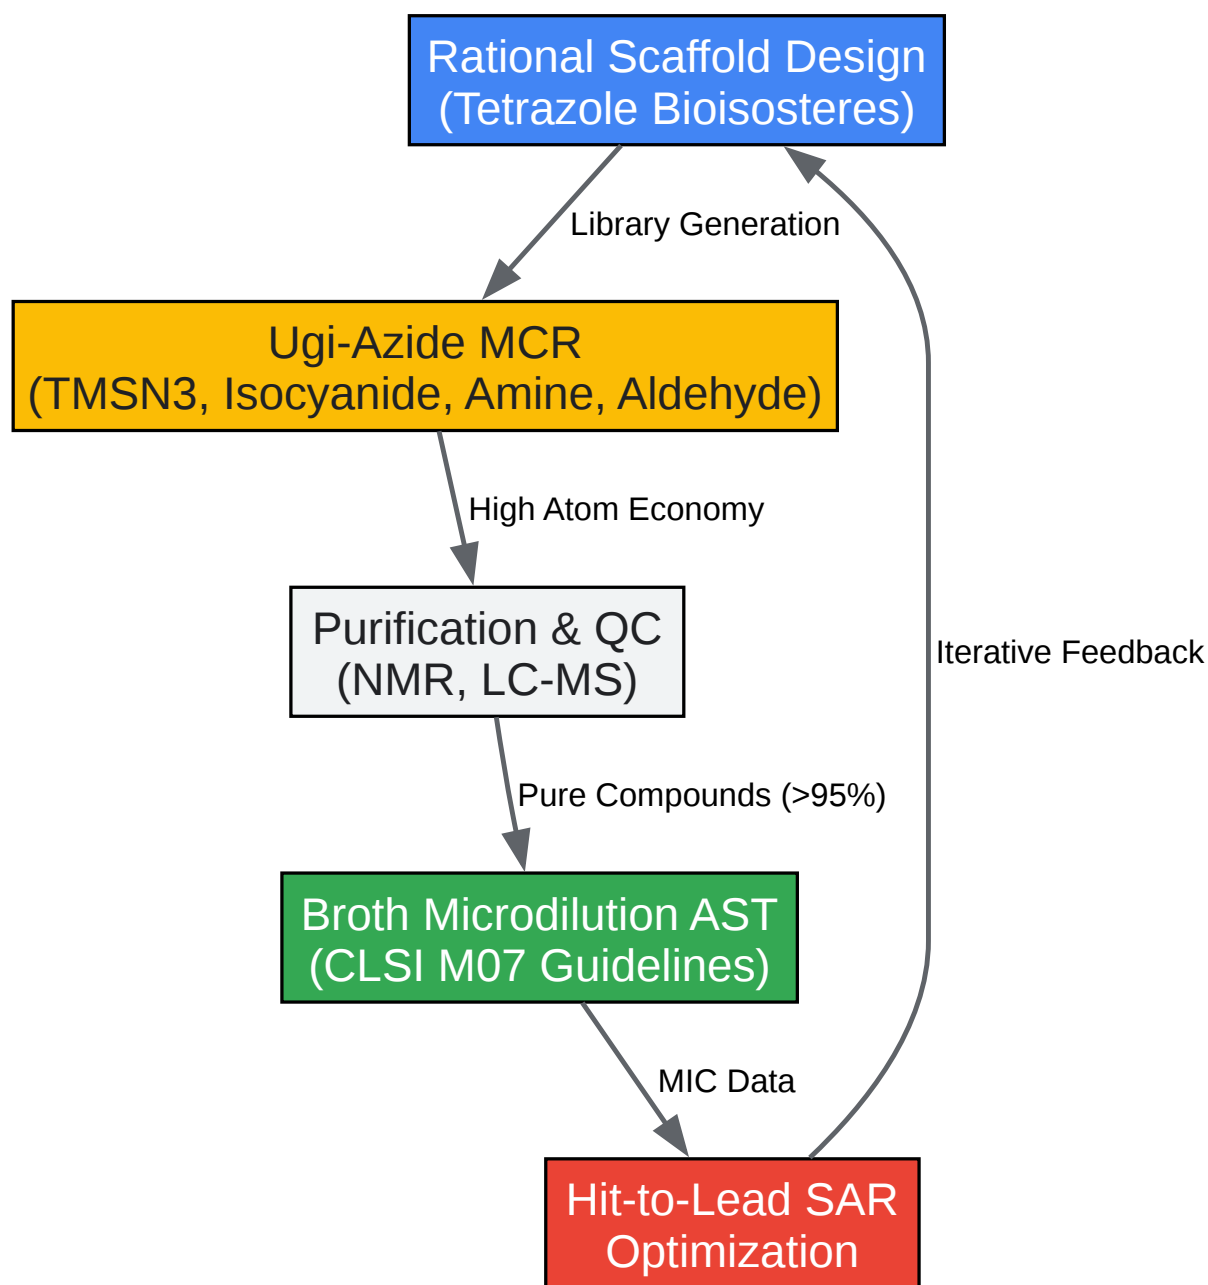 Rational Scaffold Design
(Tetrazole Bioisosteres)
Library Generation
Ugi-Azide MCR
(TMSN3, Isocyanide, Amine, Aldehyde)
High Atom Economy
Purification & QC
(NMR, LC-MS)
Iterative Feedback
Pure Compounds (>95%)
Broth Microdilution AST
(CLSI M07 Guidelines)
MIC Data
Hit-to-Lead SAR
Optimization